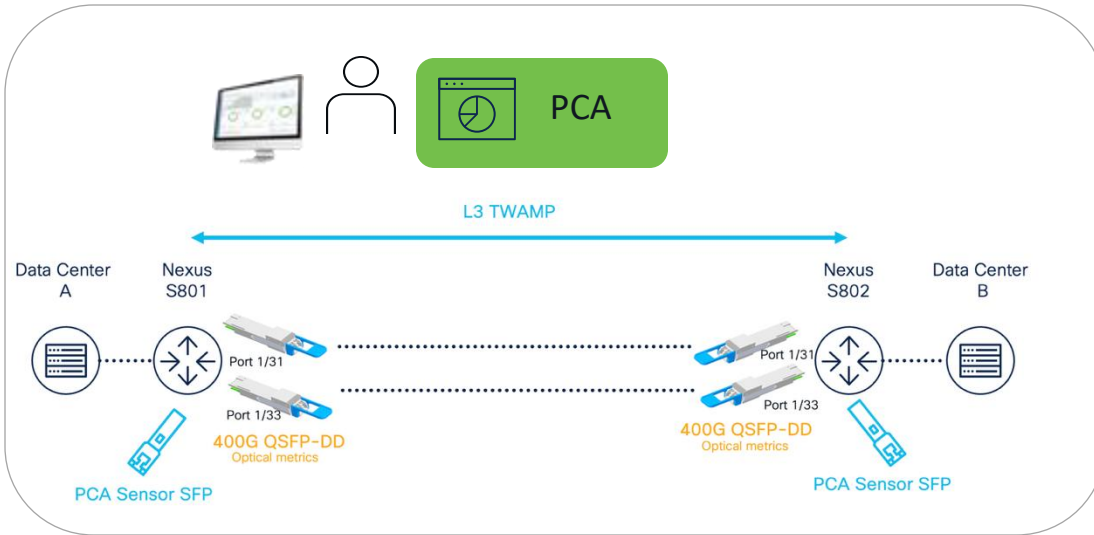 PCA
L3 TWAMP
Data Center
A
Nexus
S801
Nexus
S802
Data Center
B
Port 1/31
Port 1/31
Port 1/33
Port 1/33
400G QSFP-DD
Optical metrics
400G QSFP-DD
Optical metrics
PCA Sensor SFP
PCA Sensor SFP